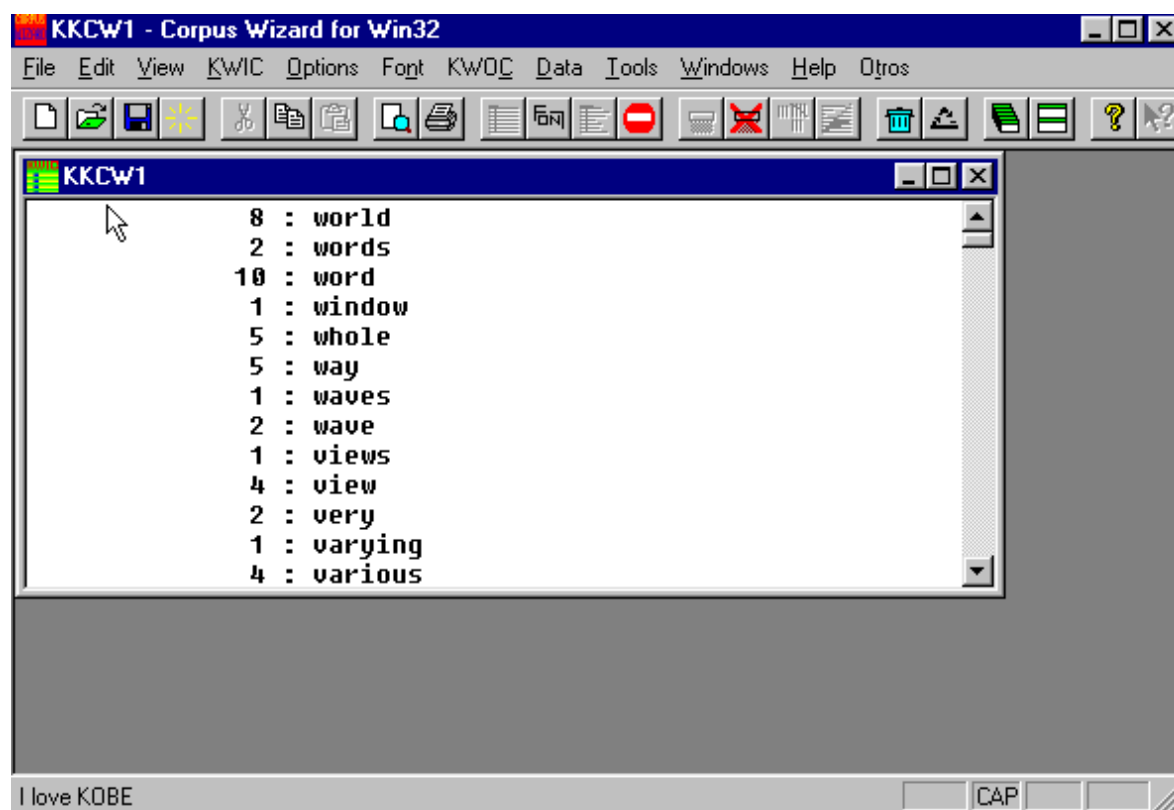 KKCW1 - Corpus Wizard for Win32
File Edit View KWIC Options Font KWOC Data Tools Windows Help Otros
KKCW1
8 : world
2 : words
10 : word
1 : window
5 : whole
5 : way
1 : waves
2 : wave
1 : views
4 : view
2 : very
1 : varying
4 : various
I love KOBE
CAP